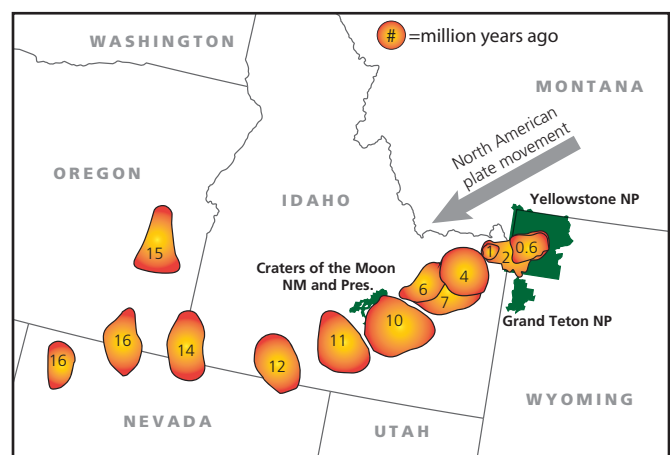 WASHINGTON
# =million years ago
MONTANA
North American
plate movement
OREGON
IDAHO
Yellowstone NP
15
1
2
0.6
Craters of the Moon
NM and Pres.
4
6
7
Grand Teton NP
10
16
16
14
11
12
WYOMING
NEVADA
UTAH